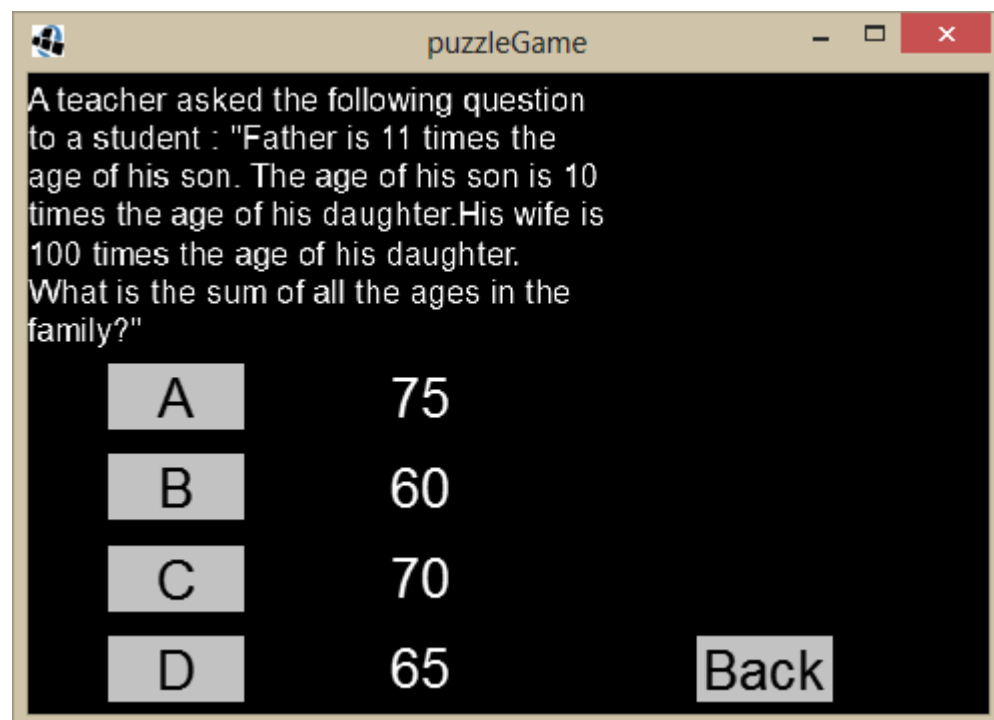 puzzleGame
A teacher asked the following question
to a student : "Father is 11 times the
age of his son. The age of his son is 10
times the age of his daughter.His wife is
100 times the age of his daughter.
What is the sum of all the ages in the
family?"
A 75
B 60
C 70
D 65
Back